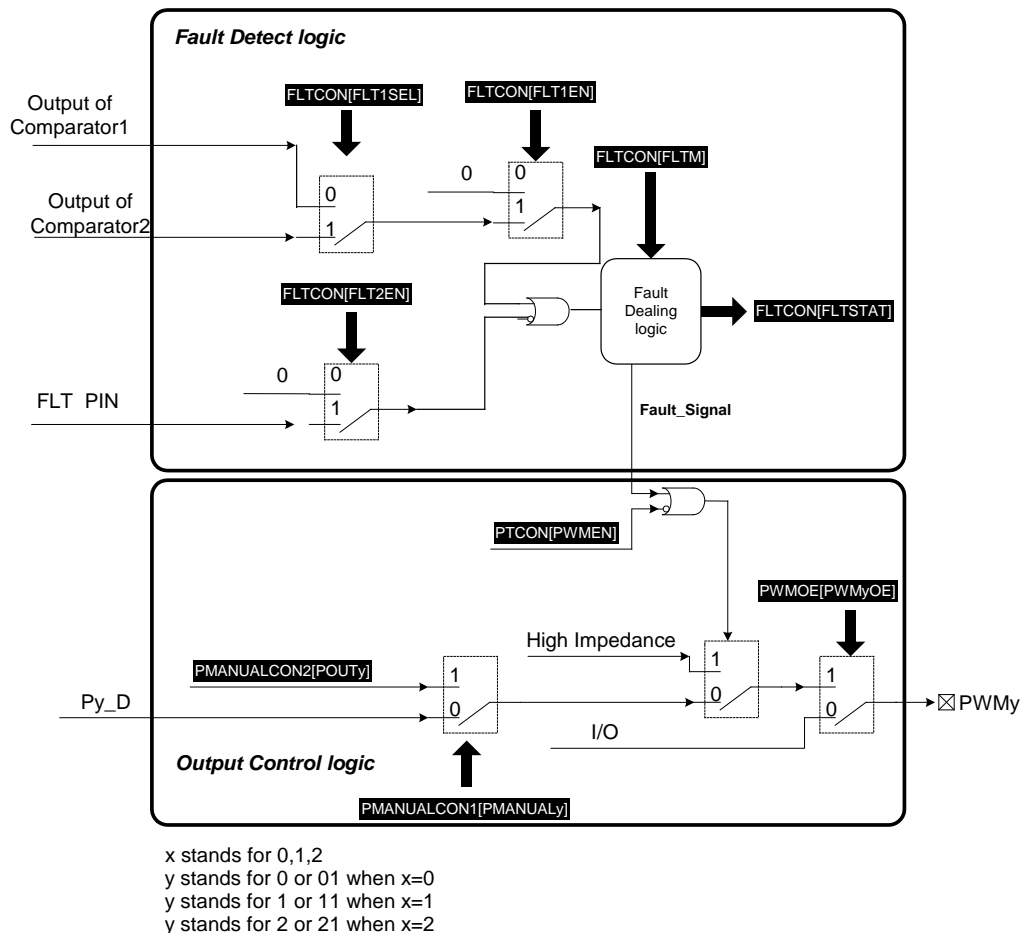 Fault Detect logic
FLTCON[FLT1SEL]
FLTCON[FLT1EN]
Output of
Comparator1
FLTCON[FLTM]
0
0
0
1
Output of
Comparator2
1
Fault
Dealing
logic
FLTCON[FLT2EN]
FLTCON[FLTSTAT]
0
0
1
FLT PIN
Fault_Signal
PTCON[PWMEN]
PWMOE[PWMyOE]
High Impedance
1
PMANUALCON2[POUTy]
1
1
Py_D
0
0
0
PWMy
I/O
Output Control logic
PMANUALCON1[PMANUALy]
x stands for 0,1,2
y stands for 0 or 01 when x=0
y stands for 1 or 11 when x=1
y stands for 2 or 21 when x=2